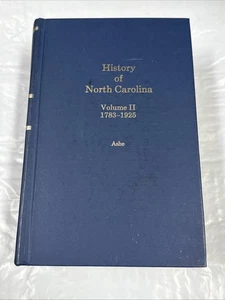 History
of
North Carolina
Volume II
1783-1925
Ashe